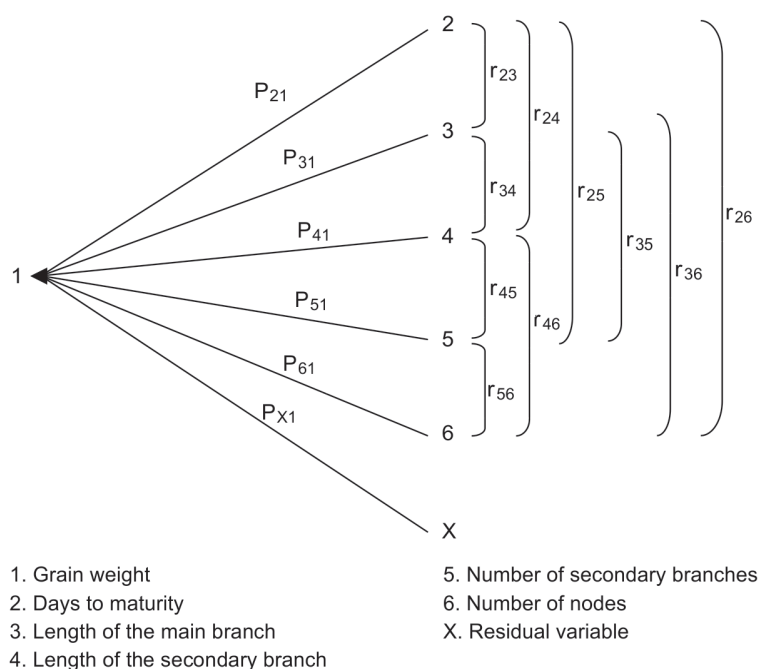 2
P21
r23
r24
3
P31
r34
r25
r26
4
P41
r35
r36
1
P51
r45
r46
5
P61
r56
PX1
6
X
1. Grain weight
2. Days to maturity
3. Length of the main branch
4. Length of the secondary branch
5. Number of secondary branches
6. Number of nodes
X. Residual variable